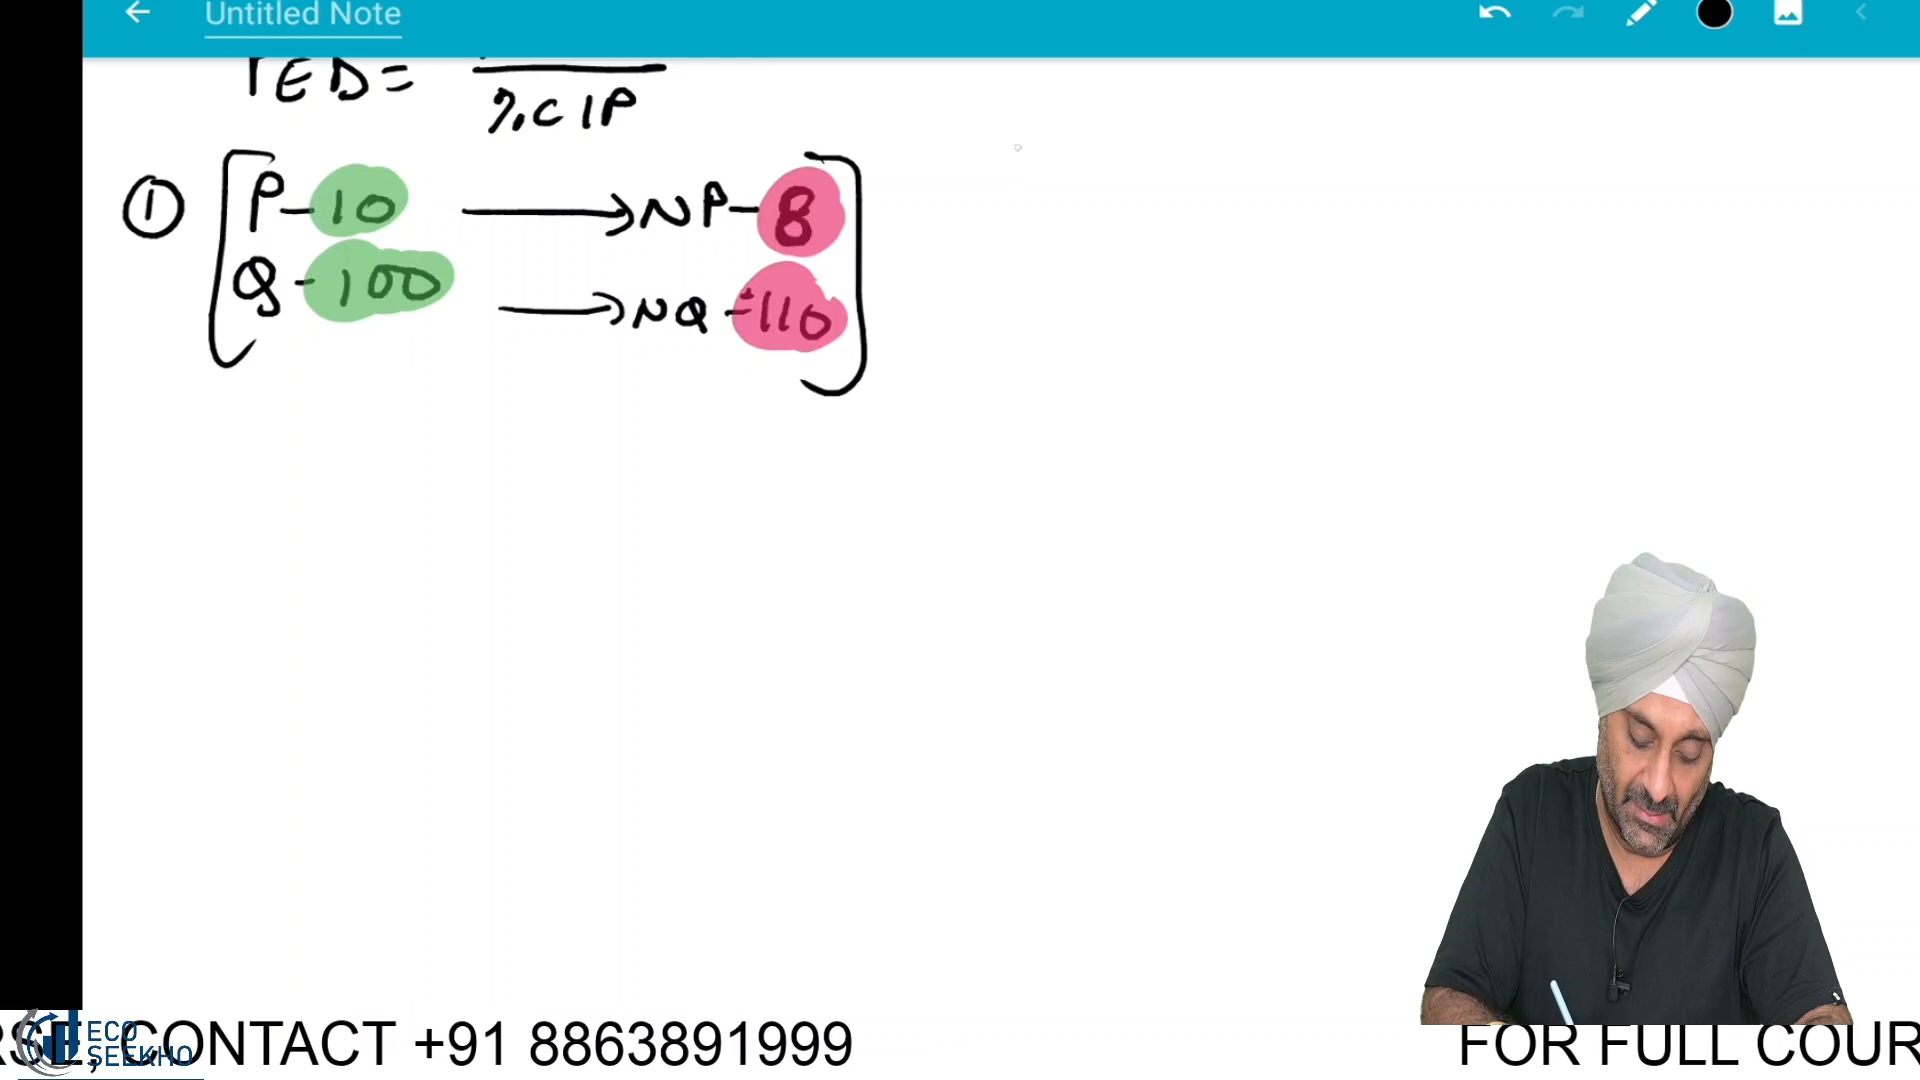 Untitled Note
PED =
%CIP
① P - 10 → NP - 8
Q - 100 → NQ - 110
ECO
SEEKHO
RSE, CONTACT +91 8863891999 FOR FULL COUR